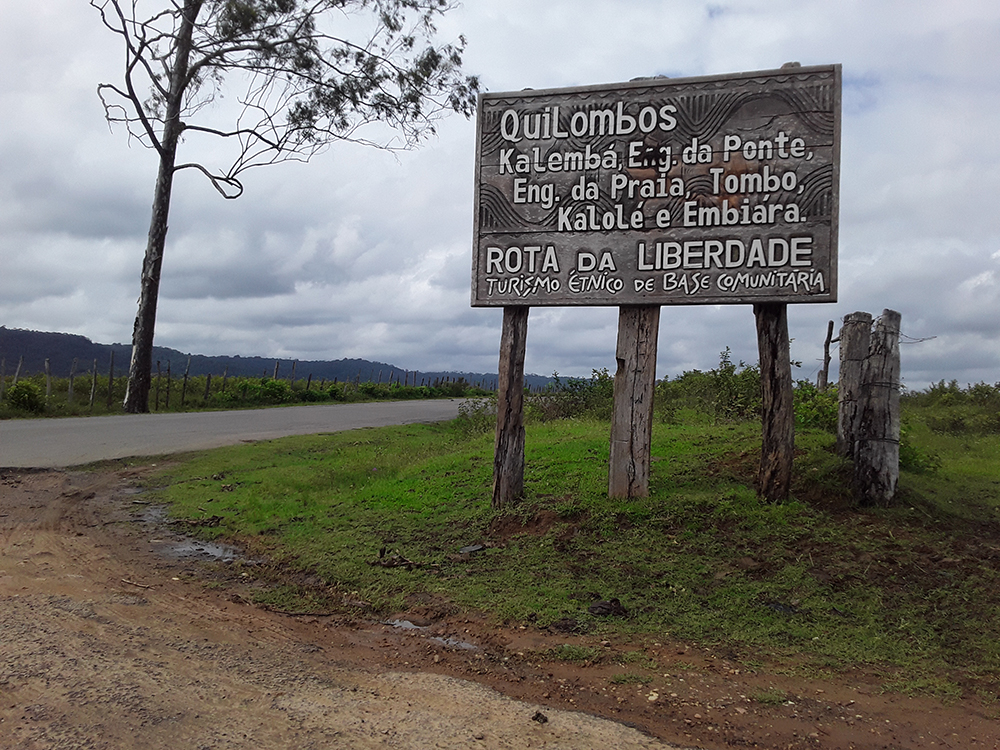 QuiLombos
Kalembá, Eng. da Ponte,
Eng. da Praia, Tombo,
Kalolé e Embiára.
ROTA DA LIBERDADE
TURISMO ÉTNICO DE BASE COMUNITÁRIA